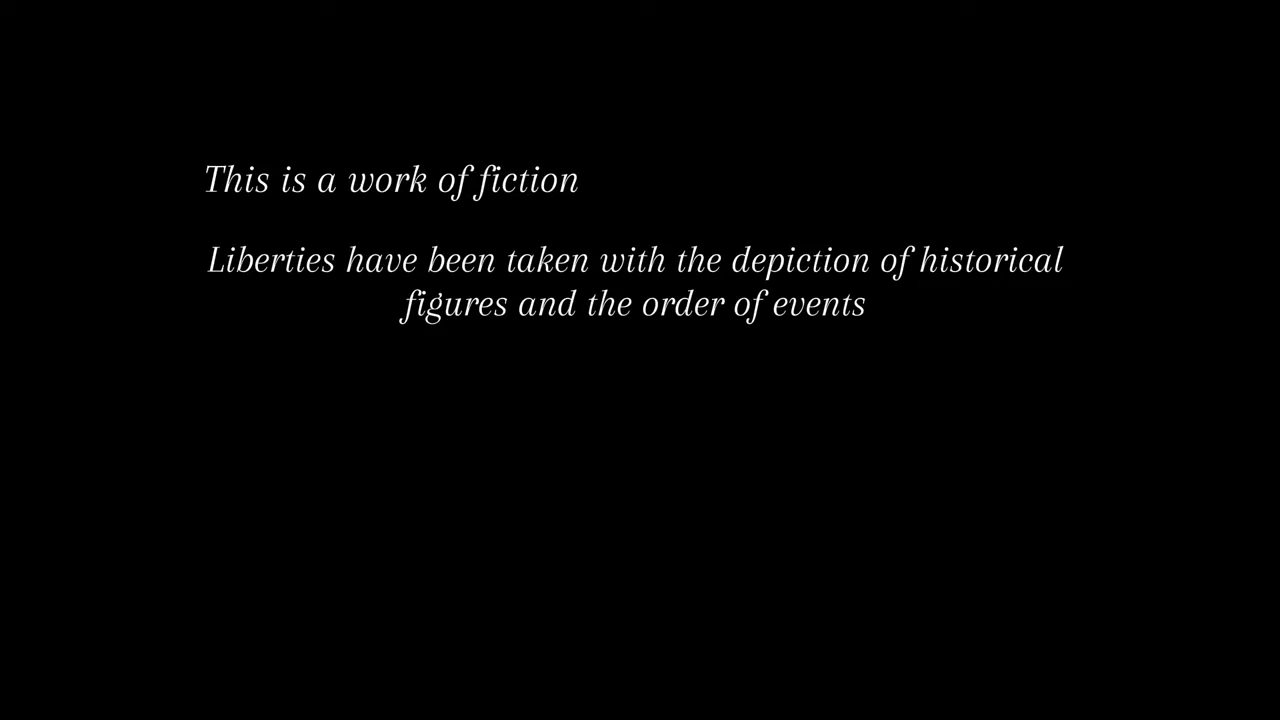 This is a work of fiction
Liberties have been taken with the depiction of historical
figures and the order of events